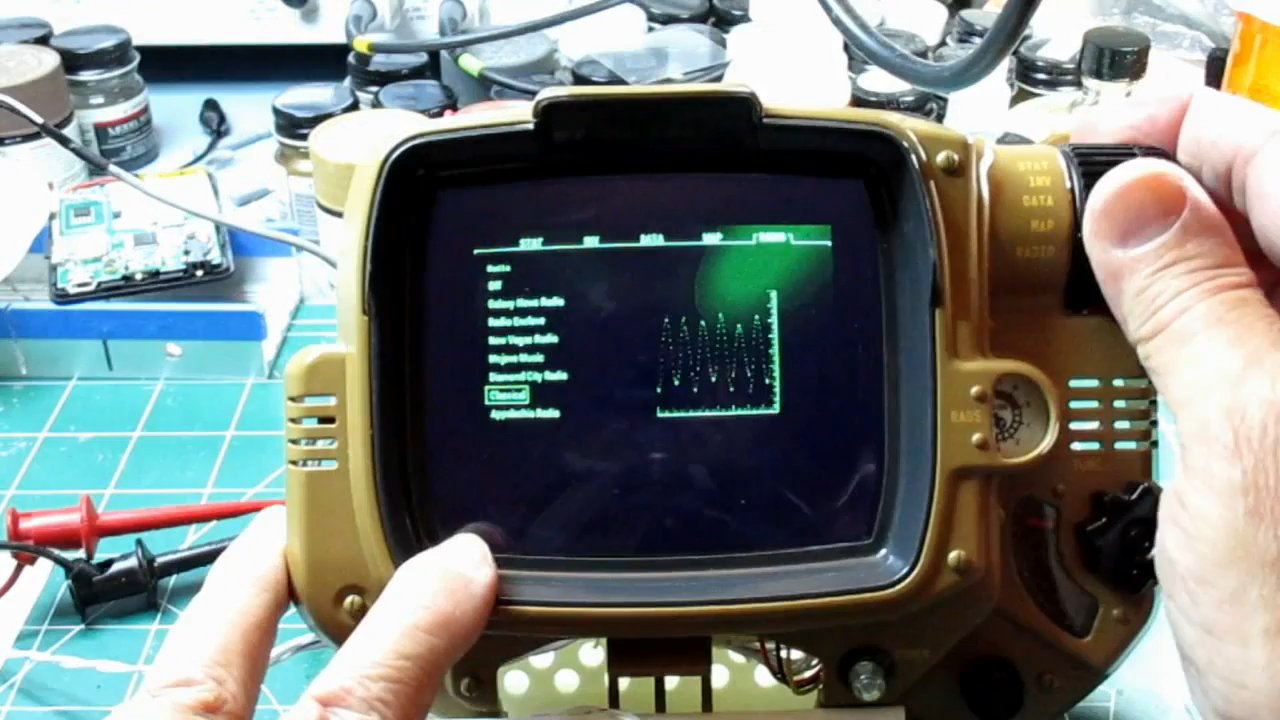 STAT INV DATA MAP RADIO
Radio
Off
Galaxy News Radio
Radio Enclave
New Vegas Radio
Mojave Music
Diamond City Radio
Classical
Appalachia Radio
STAT
INV
DATA
MAP
RADIO
RADS